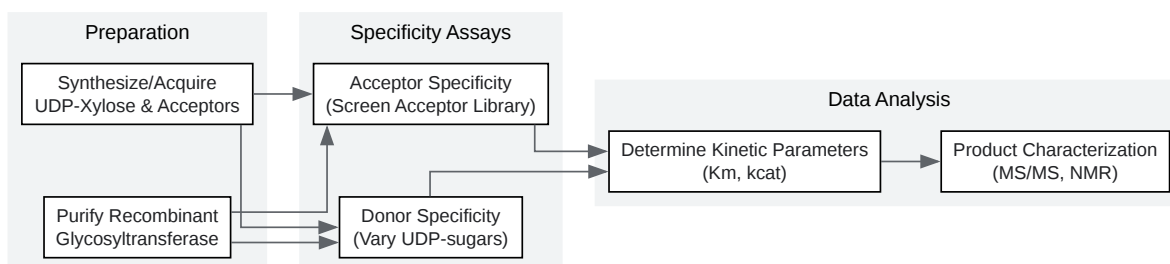 Preparation
Synthesize/Acquire
UDP-Xylose & Acceptors
Purify Recombinant
Glycosyltransferase
Specificity Assays
Acceptor Specificity
(Screen Acceptor Library)
Donor Specificity
(Vary UDP-sugars)
Data Analysis
Determine Kinetic Parameters
(Km, kcat)
Product Characterization
(MS/MS, NMR)